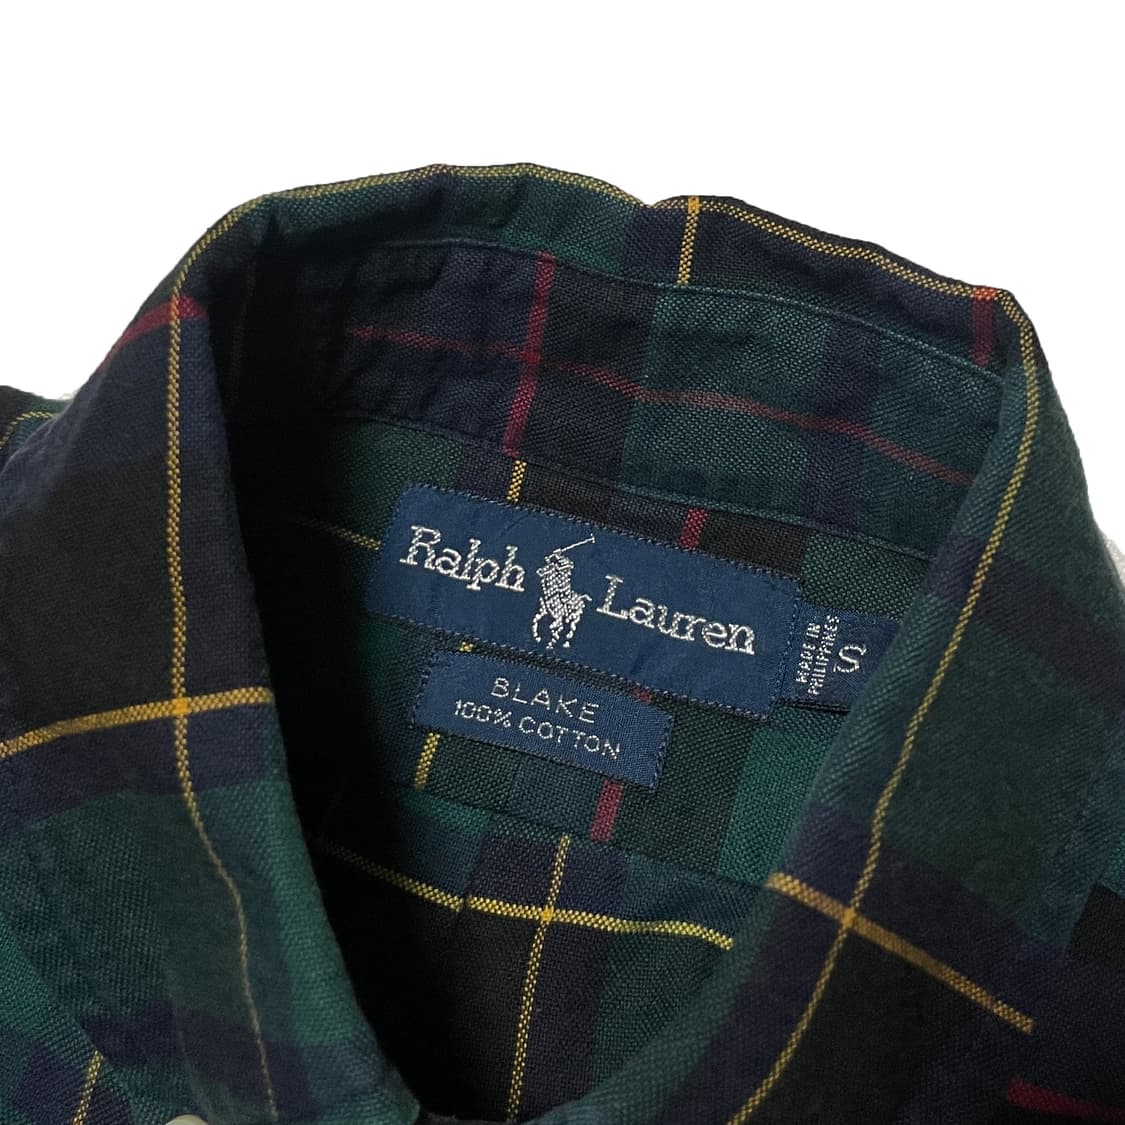 Ralph Lauren
MADE IN
PHILIPPINES
S
BLAKE
100% COTTON